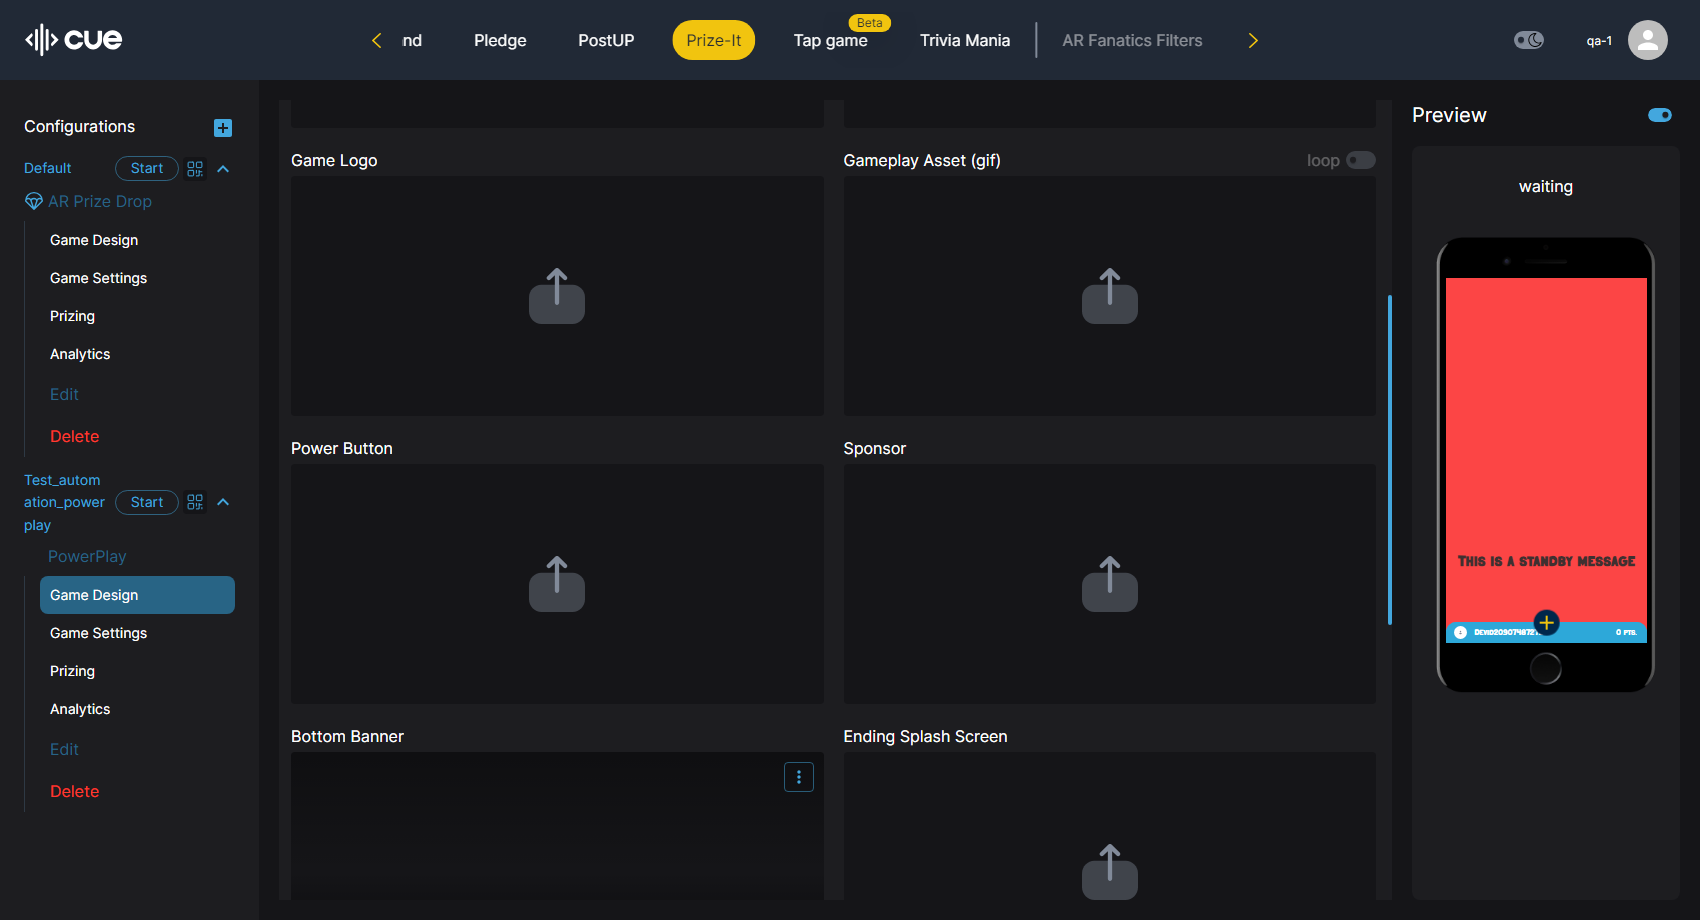 cue
nd
Pledge
PostUP
Prize-It
Beta
Tap game
Trivia Mania
AR Fanatics Filters
qa-1
Configurations
Default
Start
AR Prize Drop
Game Design
Game Settings
Prizing
Analytics
Edit
Delete
Test_autom
ation_power
play
Start
PowerPlay
Game Design
Game Settings
Prizing
Analytics
Edit
Delete
Game Logo
Gameplay Asset (gif)
loop
Power Button
Sponsor
Bottom Banner
Ending Splash Screen
Preview
waiting
This is a standby message
0 pts.